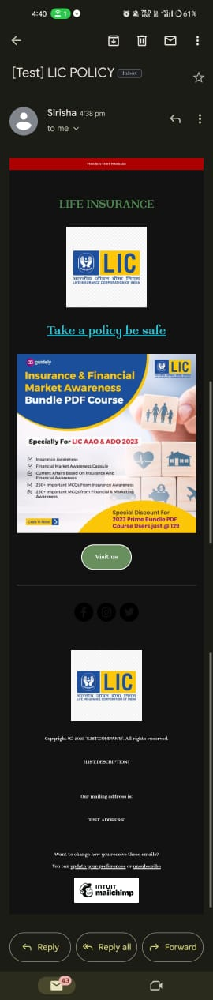 4:40
1
61%
[Test] LIC POLICY Inbox
Sirisha 4:38 pm
to me
THIS IS A TEST MESSAGE
LIFE INSURANCE
LIC
भारतीय जीवन बीमा निगम
LIFE INSURANCE CORPORATION OF INDIA
Take a policy be safe
guidely
LIC
Insurance & Financial
Market Awareness
Bundle PDF Course
Specially For LIC AAO & ADO 2023
Insurance Awareness
Financial Market Awareness Capsule
Current Affairs Based On Insurance And
Financial Awareness
250+ Important MCQs From Insurance Awareness
250+ Important MCQs from Financial & Marketing
Awareness
Grab It Now
Special Discount For
2023 Prime Bundle PDF
Course Users just @ 129
Visit us
LIC
भारतीय जीवन बीमा निगम
LIFE INSURANCE CORPORATION OF INDIA
Copyright (C) 2025 *|LIST:COMPANY|*. All rights reserved.
*|LIST:DESCRIPTION|*
Our mailing address is:
*|LIST:ADDRESS|*
Want to change how you receive these emails?
You can update your preferences or unsubscribe
INTUIT
mailchimp
Reply
Reply all
Forward
43